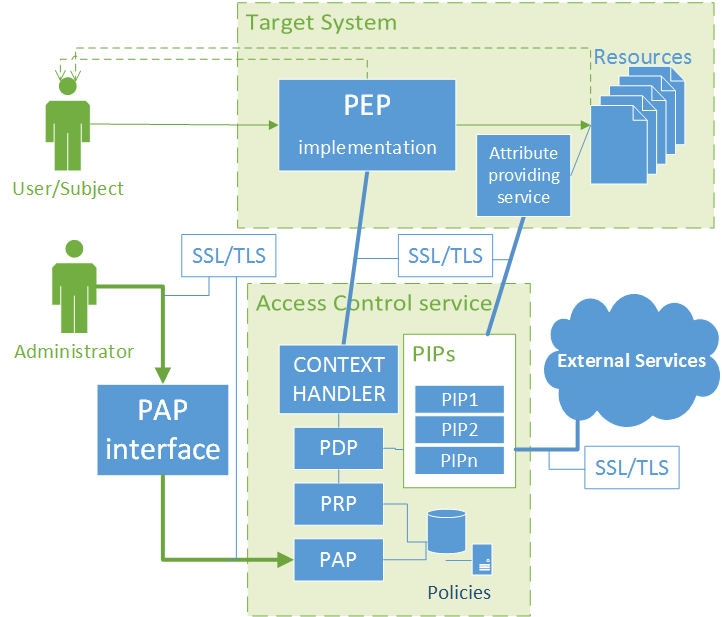 Target System
Resources
PEP
implementation
Attribute
providing
service
User/Subject
SSL/TLS
SSL/TLS
Access Control service
Administrator
PIPs
External Services
CONTEXT
HANDLER
PIP1
PAP
interface
PIP2
PDP
PIPn
SSL/TLS
PRP
PAP
Policies